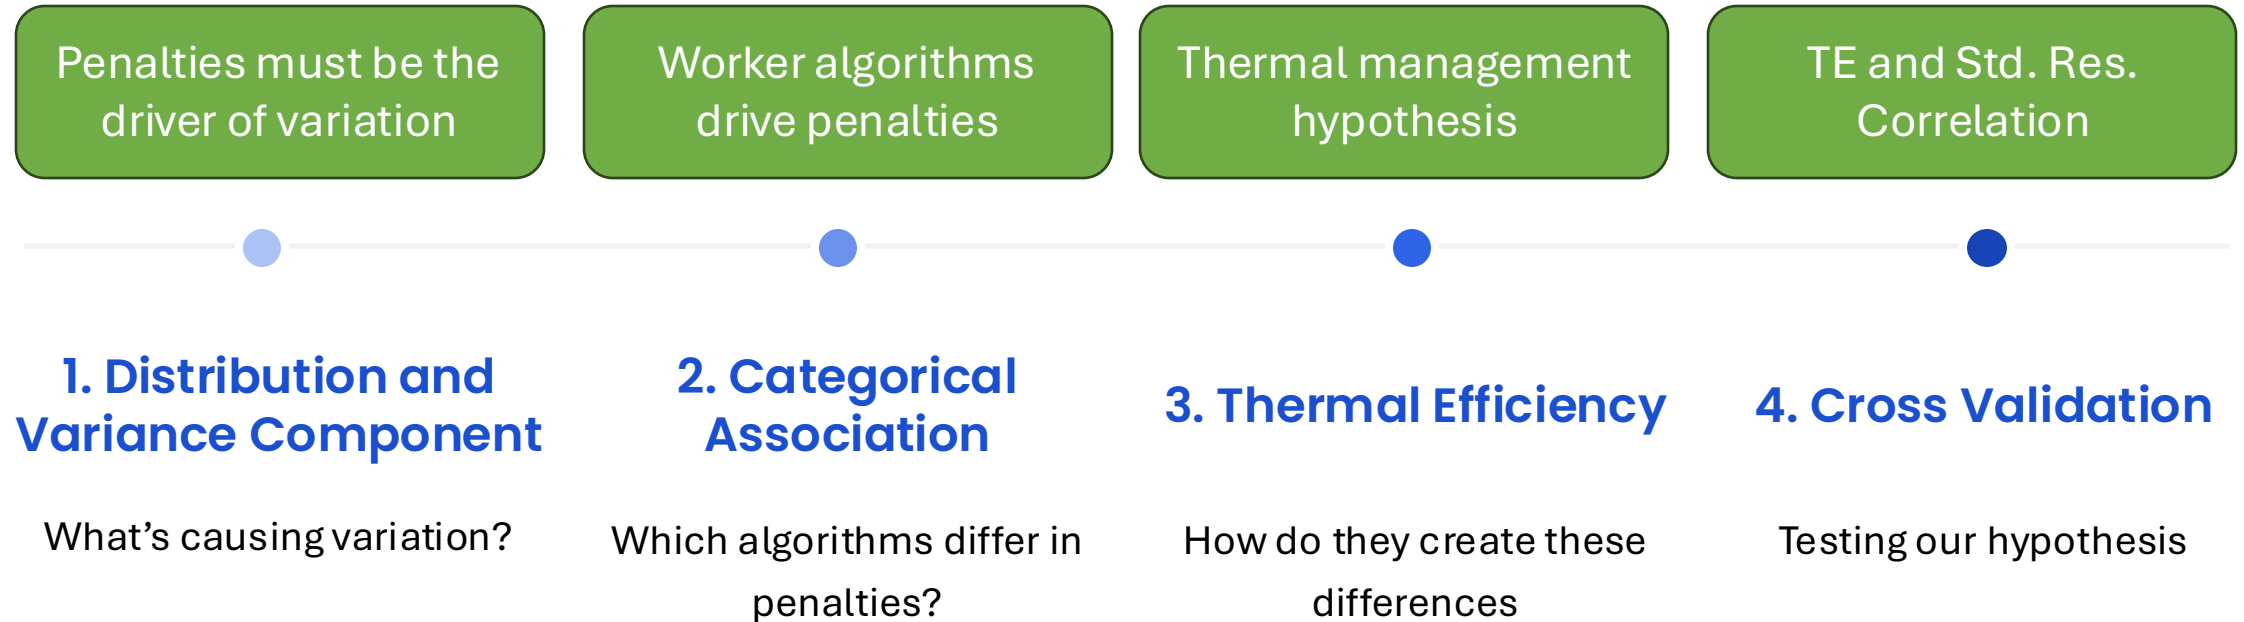 Penalties must be the
driver of variation
Worker algorithms
drive penalties
Thermal management
hypothesis
TE and Std. Res.
Correlation
1. Distribution and
Variance Component
2. Categorical
Association
3. Thermal Efficiency
4. Cross Validation
What’s causing variation?
Which algorithms differ in
penalties?
How do they create these
differences
Testing our hypothesis